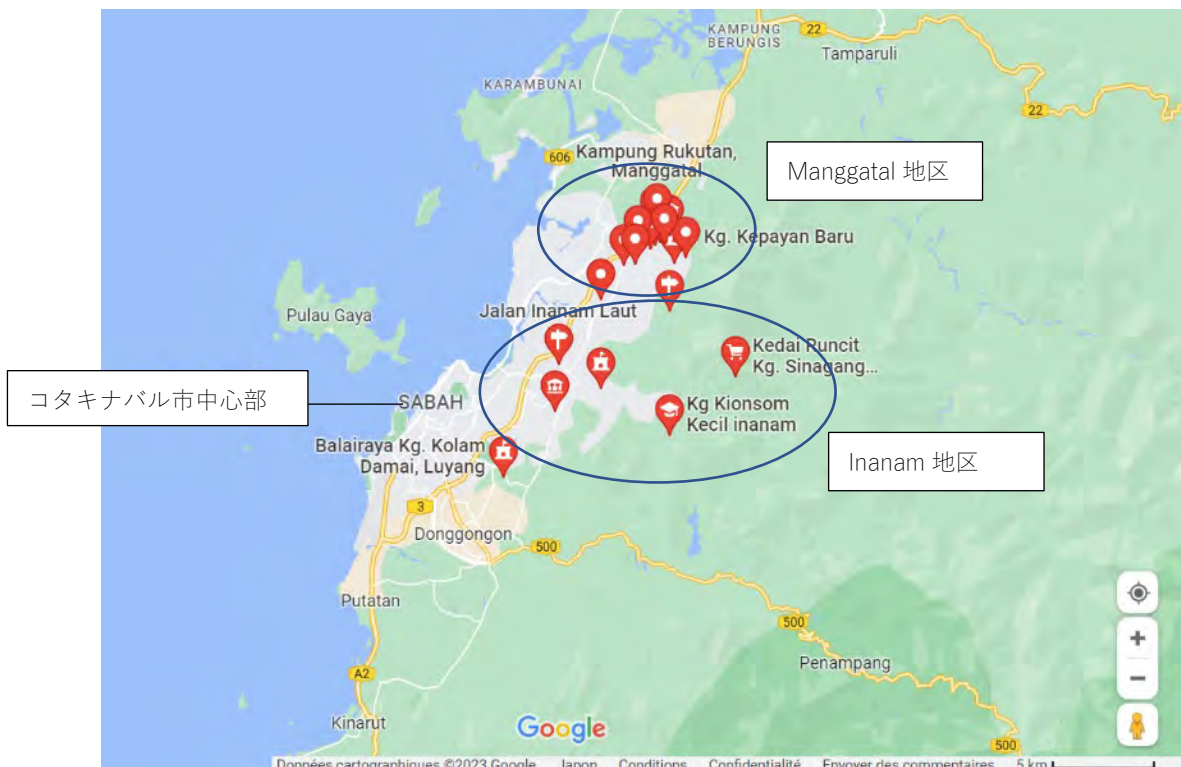 KAMPUNG
BERUNGIS
22
Tamparuli
KARAMBUNAI
22
606
Kampung Rukutan,
Manggatal
Manggatal 地区
Kg. Kepayan Baru
Pulau Gaya
Jalan Inanam Laut
Kedai Runcit
Kg. Sinagang...
コタキナバル市中心部
SABAH
Kg Kionsom
Kecil inanam
Balairaya Kg. Kolam
Damai, Luyang
Inanam 地区
3
Donggongon
500
Putatan
500
Penampang
A2
Kinarut
Google
500
Données cartographiques ©2023 Google Japon Conditions Confidentialité Envoyer des commentaires 5 km